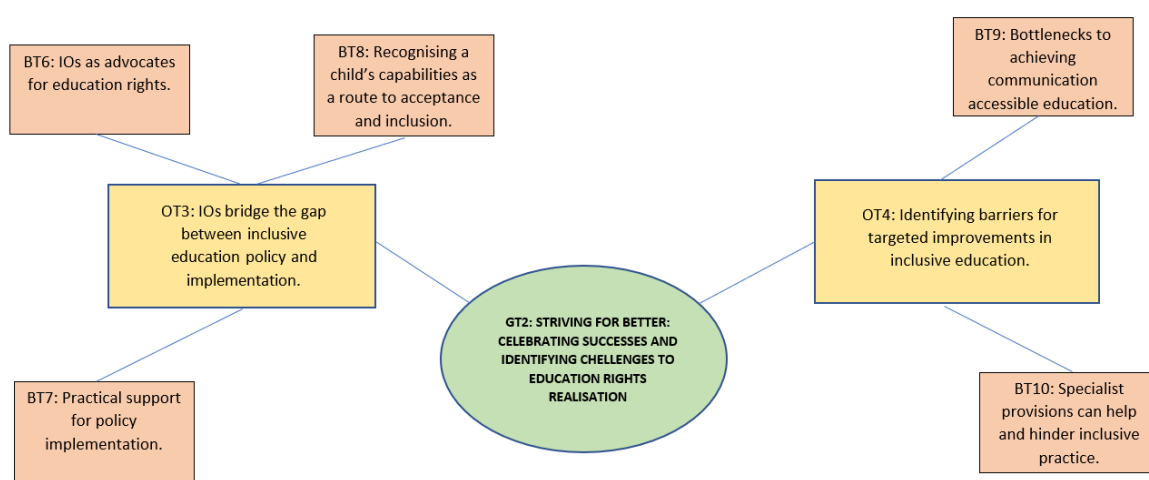 BT6: IOs as advocates
for education rights.
BT8: Recognising a
child's capabilities as
a route to acceptance
and inclusion.
BT9: Bottlenecks to
achieving
communication
accessible education.
OT3: IOs bridge the gap
between inclusive
education policy and
implementation.
OT4: Identifying barriers for
targeted improvements in
inclusive education.
GT2: STRIVING FOR BETTER:
CELEBRATING SUCCESSES AND
IDENTIFYING CHELLENGES TO
EDUCATION RIGHTS
REALISATION
BT7: Practical support
for policy
implementation.
BT10: Specialist
provisions can help
and hinder inclusive
practice.